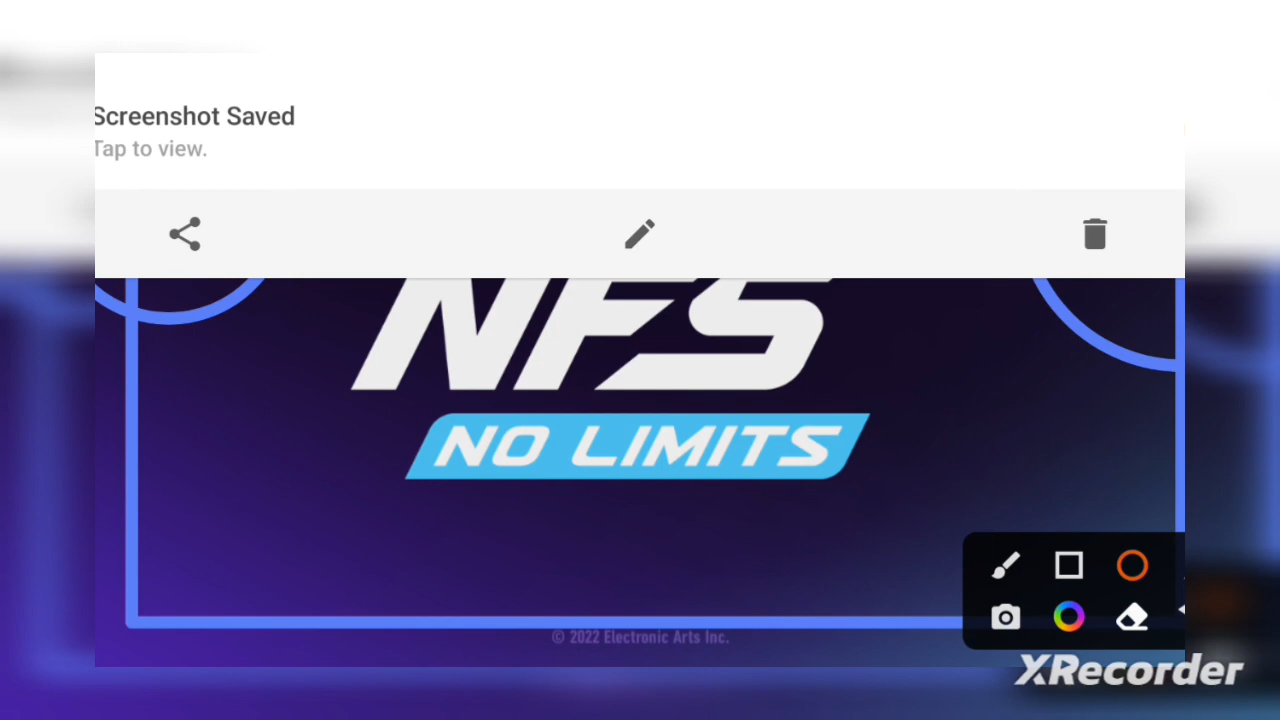 Screenshot Saved
Tap to view.
NFS
NO LIMITS
© 2022 Electronic Arts Inc.
XRecorder